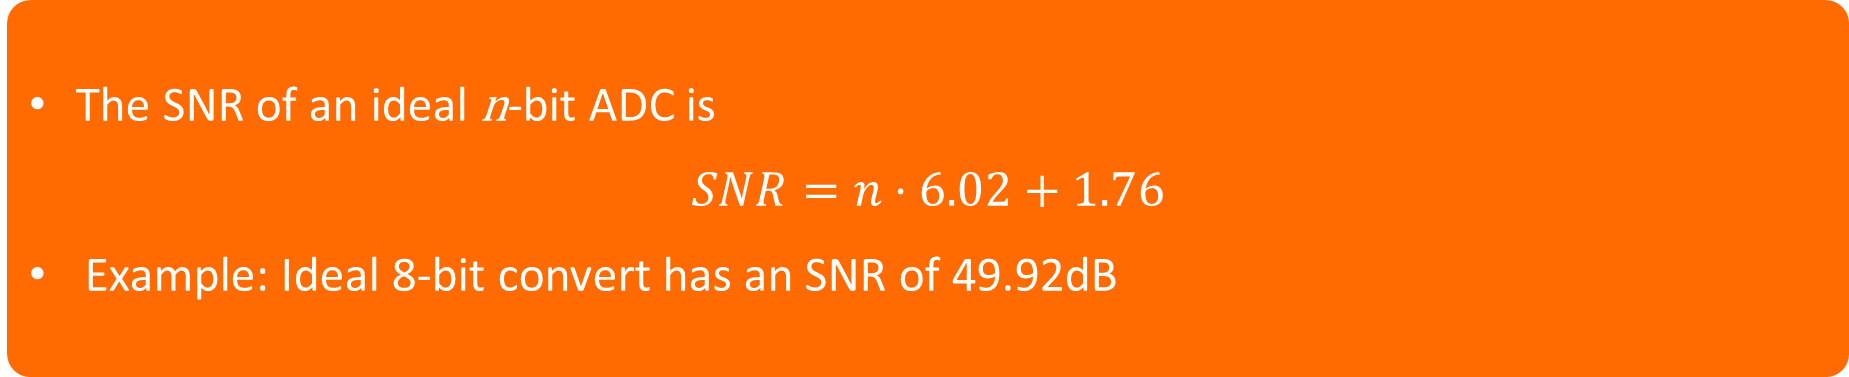 • The SNR of an ideal n-bit ADC is
SNR = n · 6.02 + 1.76
• Example: Ideal 8-bit convert has an SNR of 49.92dB